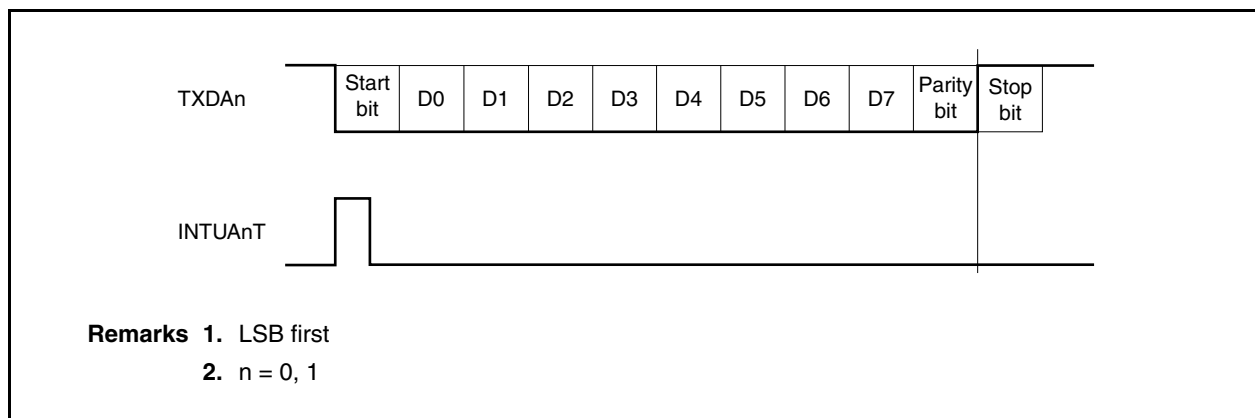 TXDAn
Start bit
D0
D1
D2
D3
D4
D5
D6
D7
Parity bit
Stop bit
INTUAnT
Remarks 1. LSB first
2. n = 0, 1